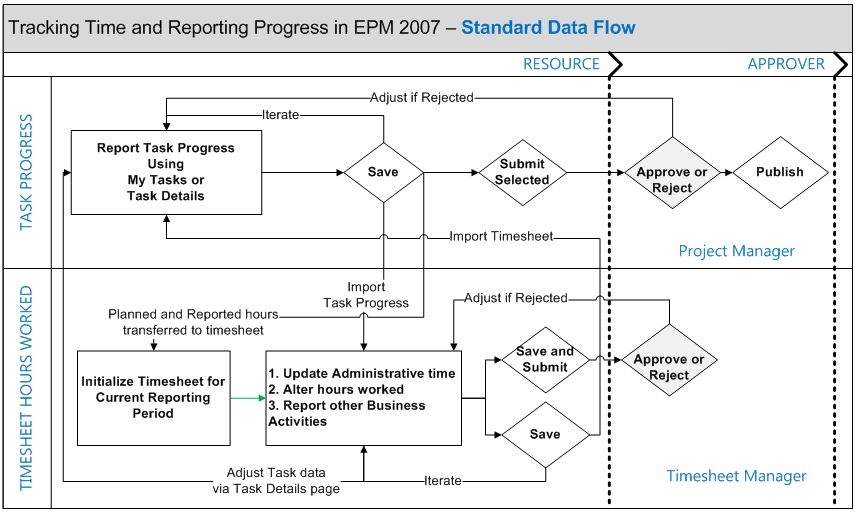 Tracking Time and Reporting Progress in EPM 2007 – Standard Data Flow
RESOURCE
APPROVER
TASK PROGRESS
Adjust if Rejected
Iterate
Report Task Progress
Using
My Tasks or
Task Details
Save
Submit
Selected
Approve or
Reject
Publish
Import Timesheet
Project Manager
TIMESHEET HOURS WORKED
Import
Task Progress
Adjust if Rejected
Planned and Reported hours
transferred to timesheet
Initialize Timesheet for
Current Reporting
Period
1. Update Administrative time
2. Alter hours worked
3. Report other Business
Activities
Save and
Submit
Approve or
Reject
Save
Adjust Task data
via Task Details page
Iterate
Timesheet Manager